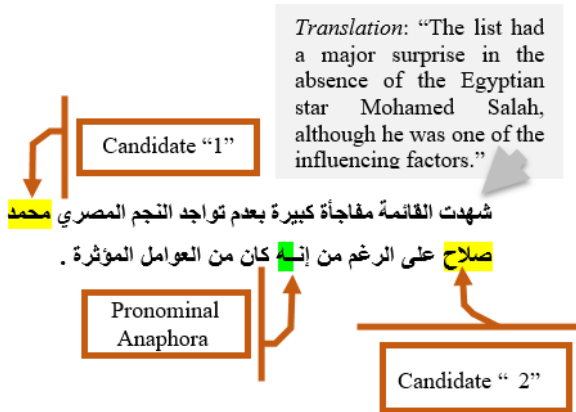 Translation: “The list had
a major surprise in the
absence of the Egyptian
star Mohamed Salah,
although he was one of the
influencing factors.”
Candidate “1”
شهدت القائمة مفاجأة كبيرة بعدم تواجد النجم المصري محمد
صلاح على الرغم من إنــه كان من العوامل المؤثرة .
Pronominal
Anaphora
Candidate “ 2”